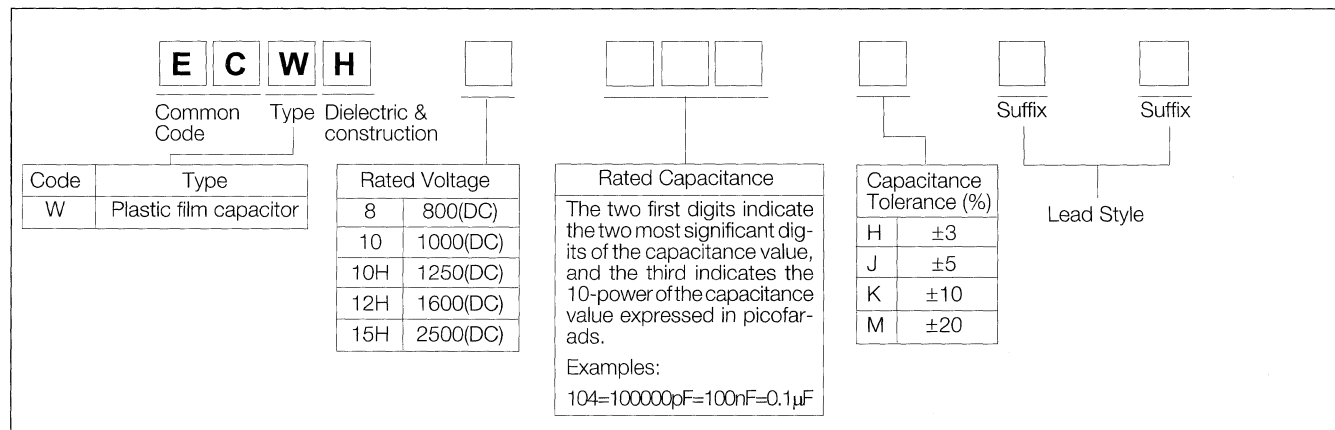 E C W H
Common Code
Type
Dielectric & construction
Suffix
Suffix
Lead Style
Code Type
W Plastic film capacitor
Rated Voltage
8 800(DC)
10 1000(DC)
10H 1250(DC)
12H 1600(DC)
15H 2500(DC)
Rated Capacitance
The two first digits indicate
the two most significant dig-
its of the capacitance value,
and the third indicates the
10-power of the capacitance
value expressed in picofar-
ads.
Examples:
104=100000pF=100nF=0.1µF
Capacitance
Tolerance (%)
H ±3
J ±5
K ±10
M ±20